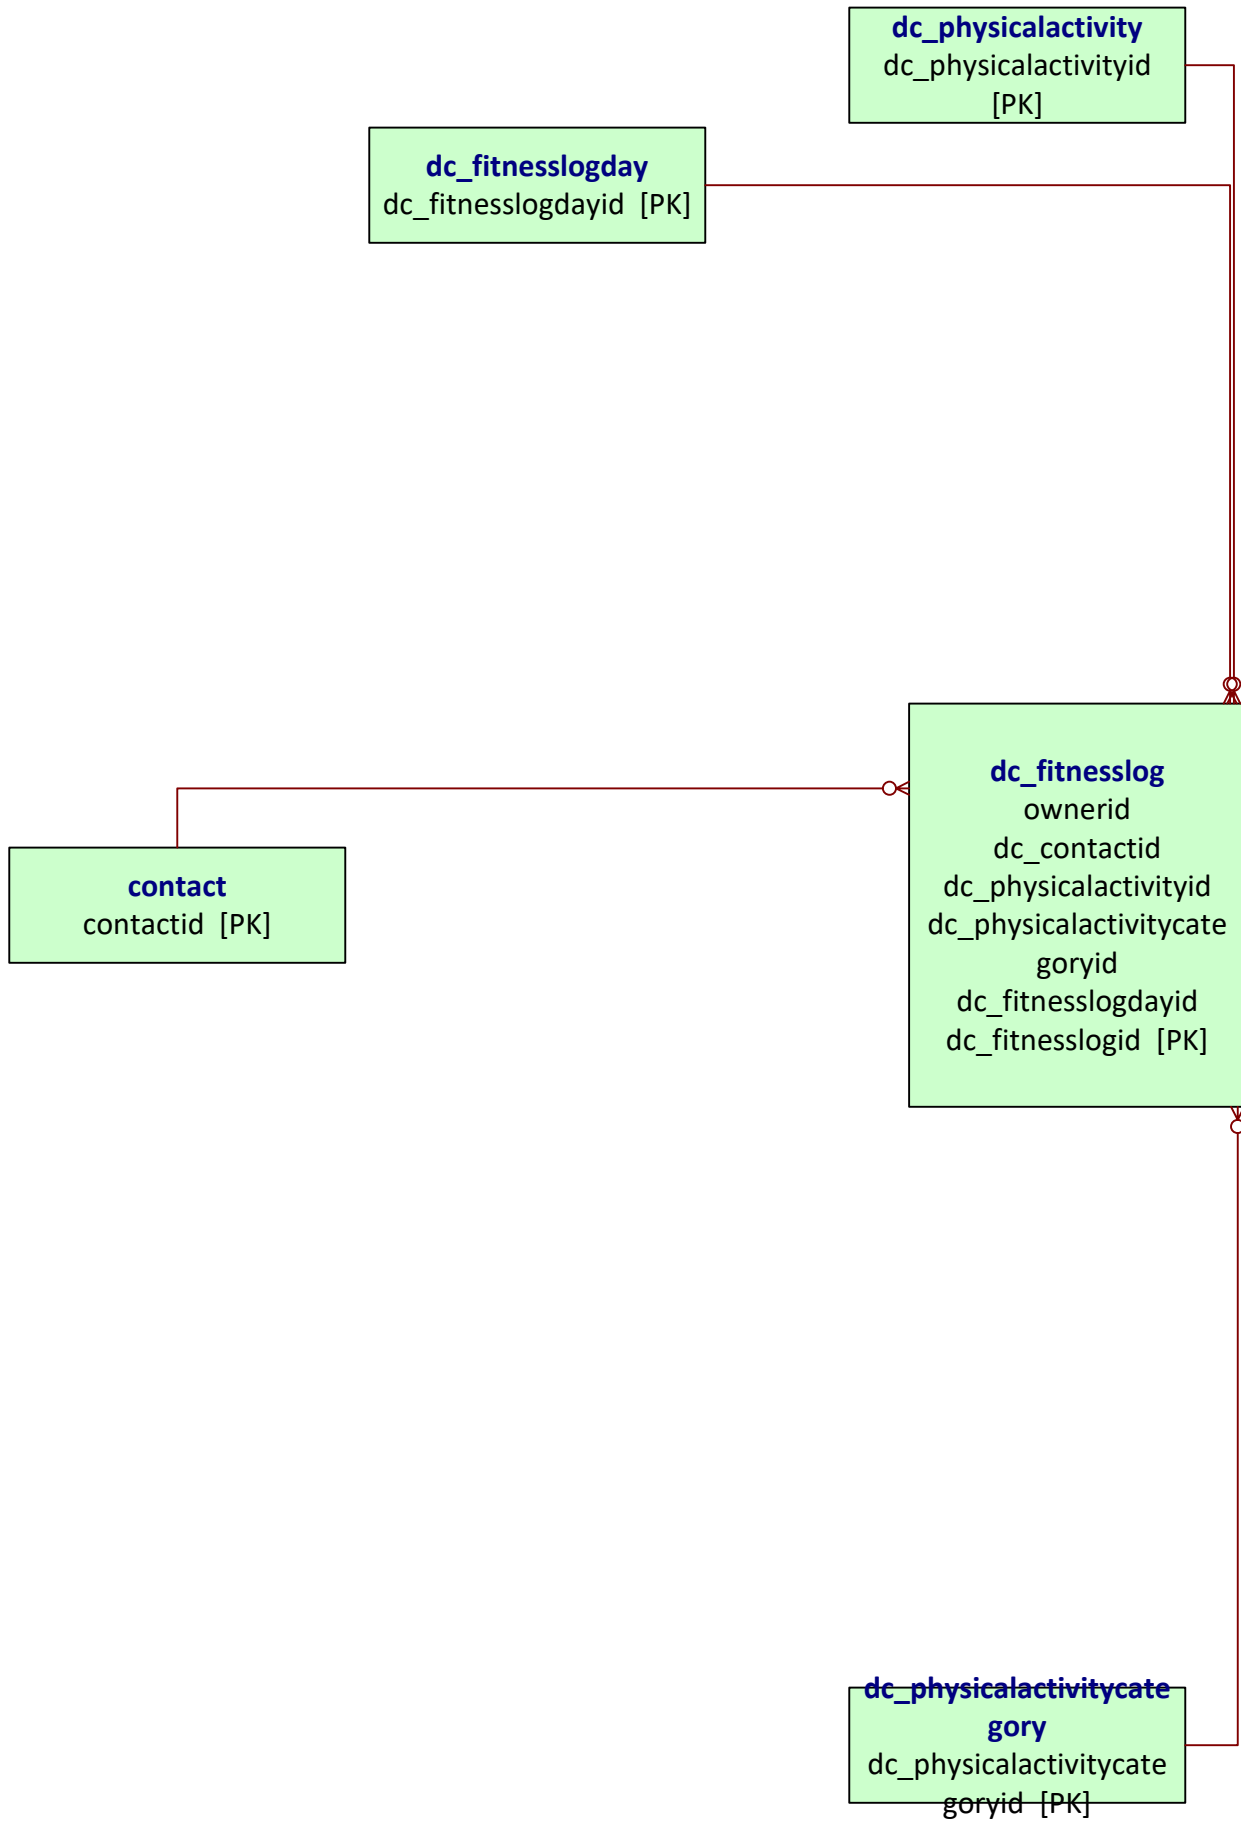 dc_physicalactivity
dc_physicalactivityid
[PK]
dc_fitnesslogday
dc_fitnesslogdayid [PK]
dc_fitnesslog
ownerid
dc_contactid
dc_physicalactivityid
dc_physicalactivitycate
goryid
dc_fitnesslogdayid
dc_fitnesslogid [PK]
contact
contactid [PK]
dc_physicalactivitycate
gory
dc_physicalactivitycate
goryid [PK]